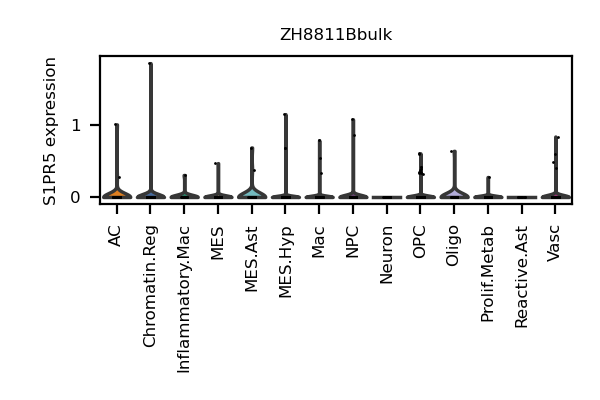 ZH8811Bbulk
S1PR5 expression
1
0
AC
Chromatin.Reg
Inflammatory.Mac
MES
MES.Ast
MES.Hyp
Mac
NPC
Neuron
OPC
Oligo
Prolif.Metab
Reactive.Ast
Vasc